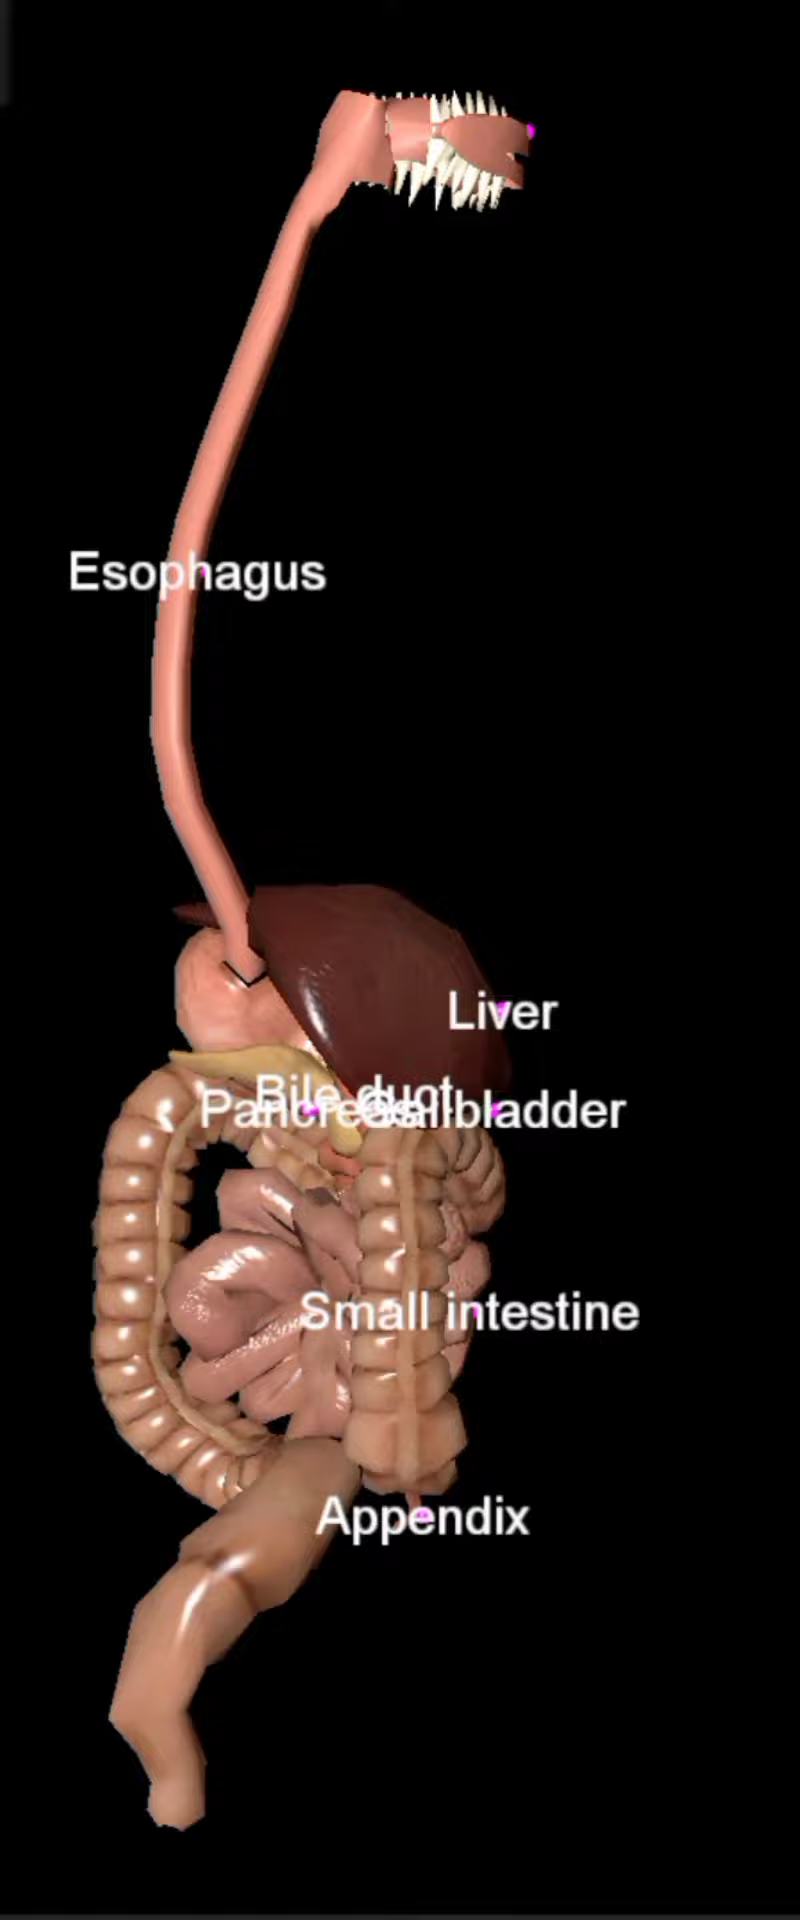 Esophagus
Liver
Bile duct
Pancreas
Gallbladder
Small intestine
Appendix